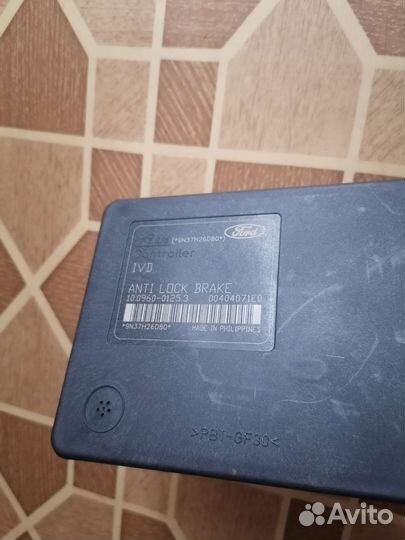 [*9N37H26D80*)
Ford
Controller
IVD
ANTI LOCK BRAKE
10.0960-0125.3 00404071E0
*9N37H26D80* MADE IN PHILIPPINES
>PBT-GF30<
Avito